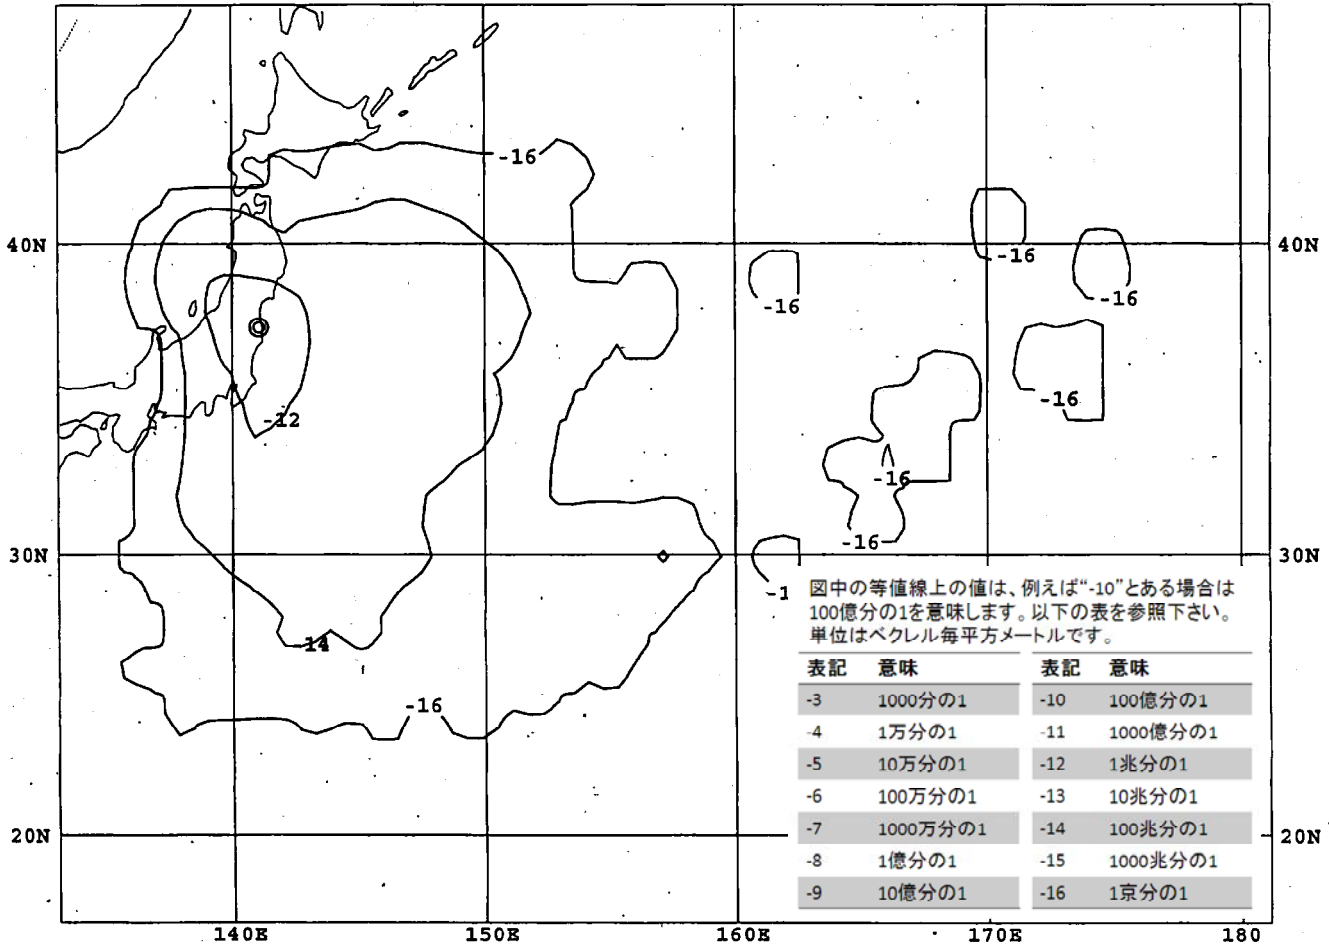 -16
40N
40N
-16
-16
-16
-16
-12
-16
-16
30N
30N
-1
図中の等値線上の値は、例えば“-10”とある場合は
100億分の1を意味します。以下の表を参照下さい。
単位はベクレル毎平方メートルです。
-14
-16
表記 意味 表記 意味
-3 1000分の1 -10 100億分の1
-4 1万分の1 -11 1000億分の1
-5 10万分の1 -12 1兆分の1
-6 100万分の1 -13 10兆分の1
-7 1000万分の1 -14 100兆分の1
-8 1億分の1 -15 1000兆分の1
-9 10億分の1 -16 1京分の1
20N
20N
140E 150E 160E 170E 180